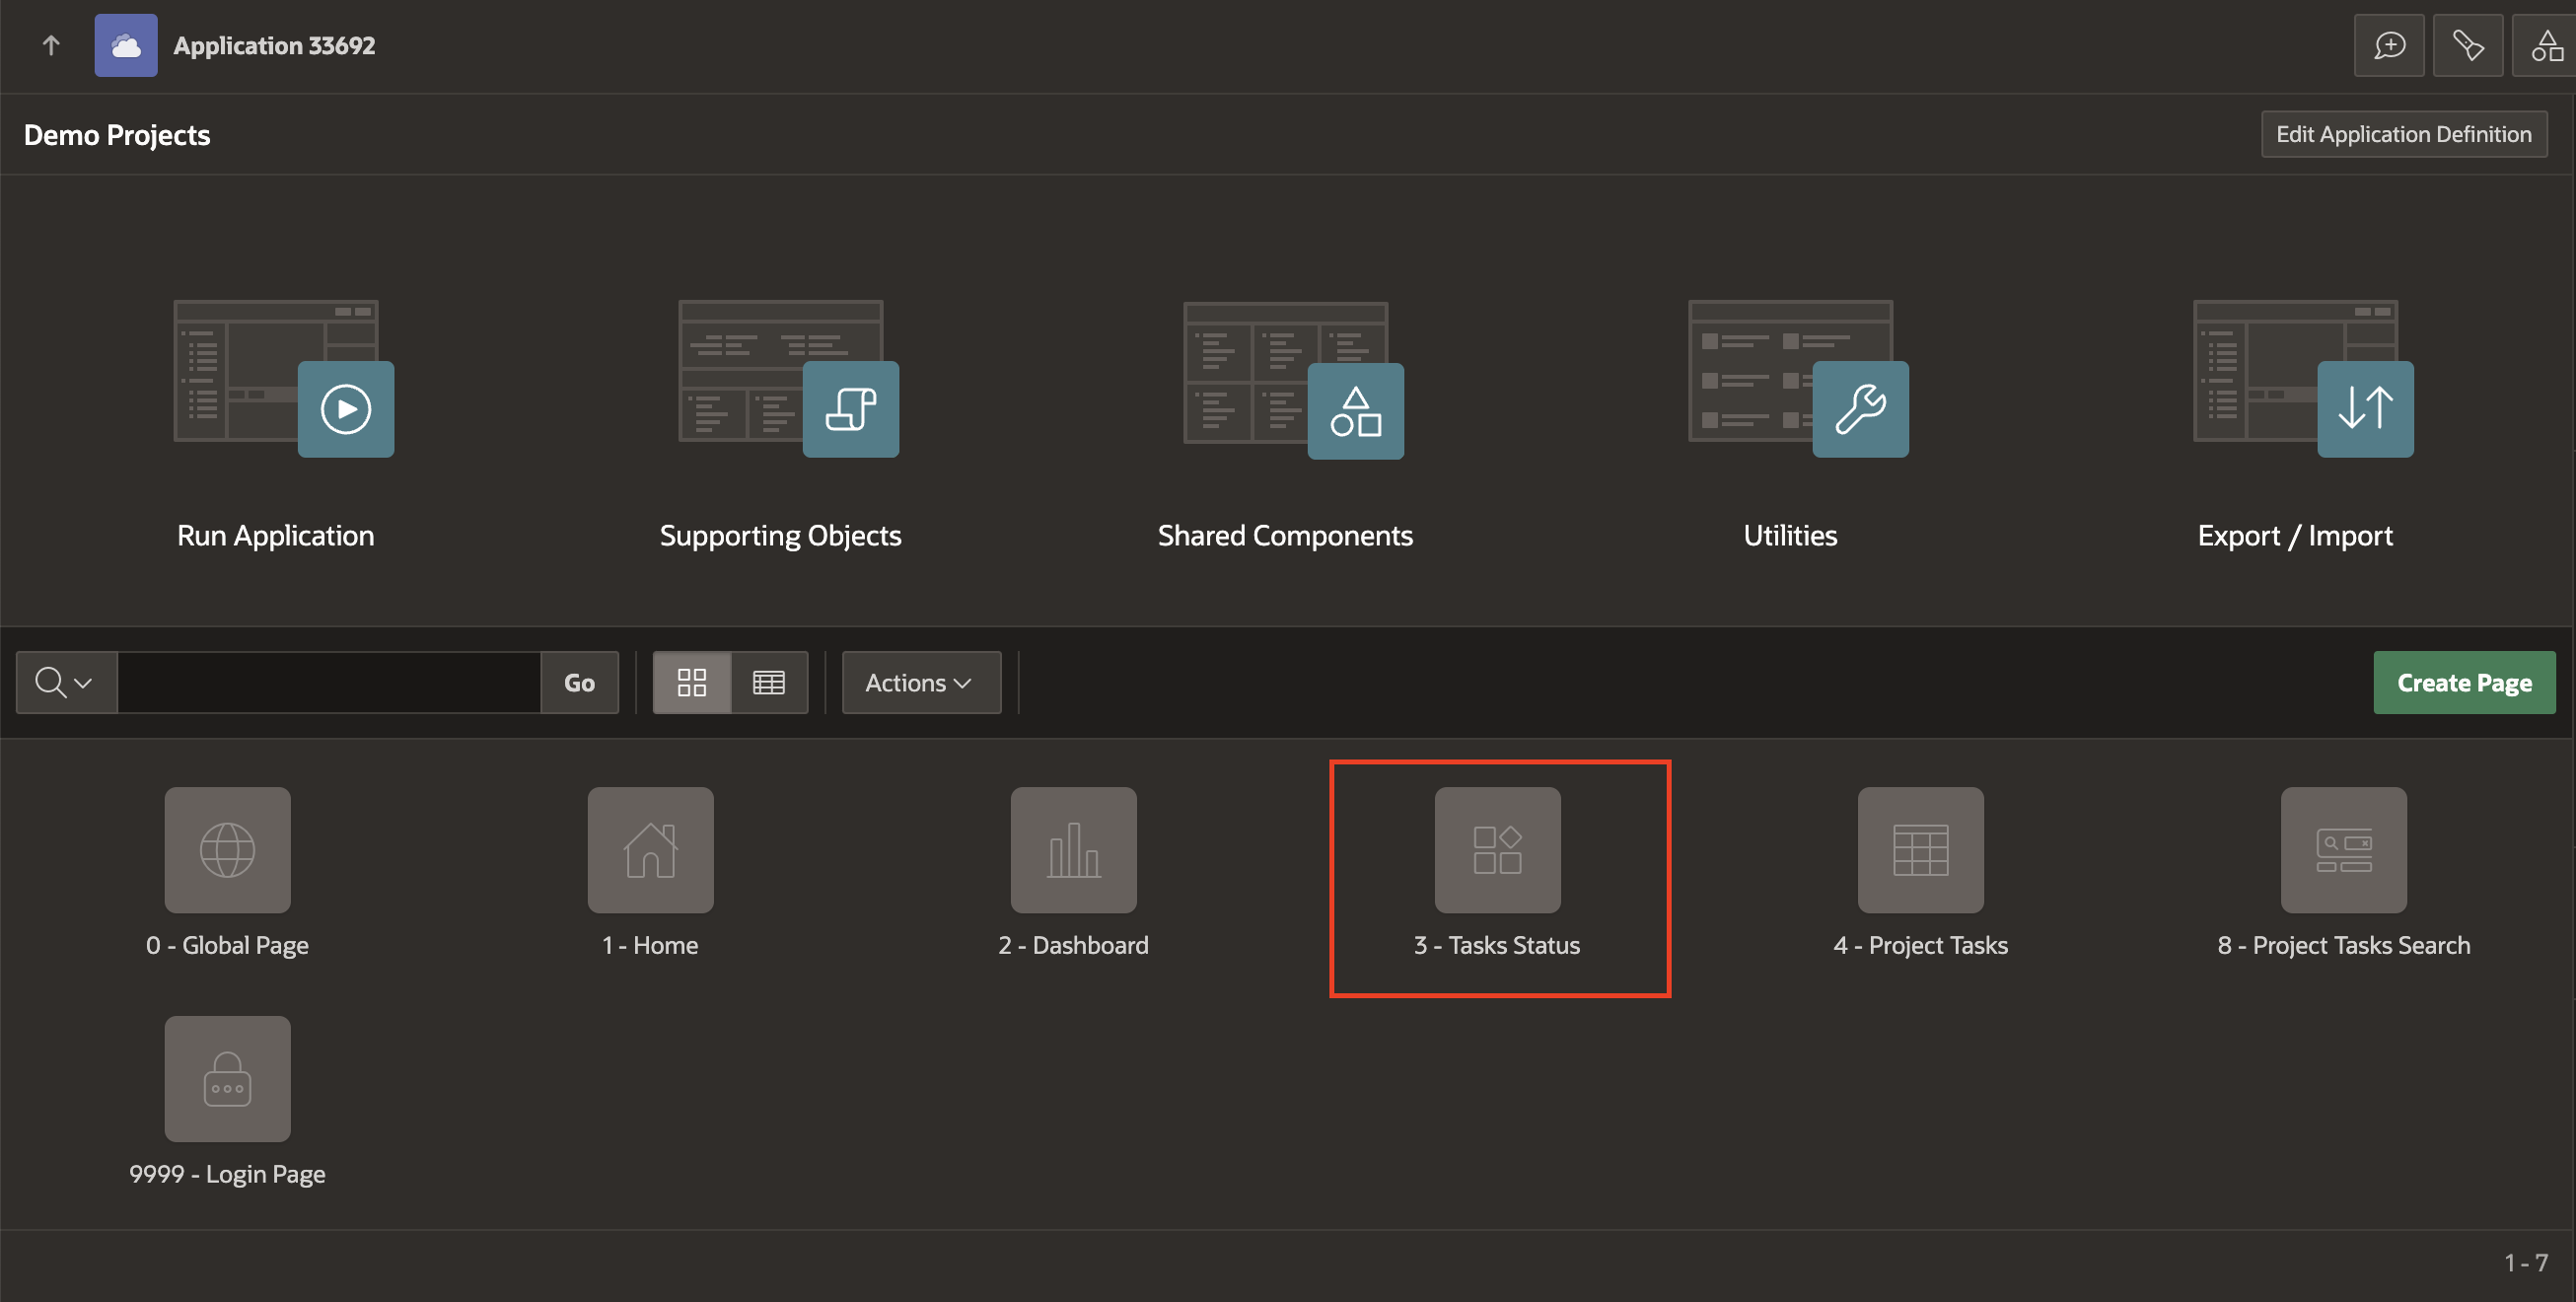 Application 33692
Demo Projects
Edit Application Definition
Run Application
Supporting Objects
Shared Components
Utilities
Export / Import
Go
Actions
Create Page
0 - Global Page
1 - Home
2 - Dashboard
3 - Tasks Status
4 - Project Tasks
8 - Project Tasks Search
9999 - Login Page
1 - 7